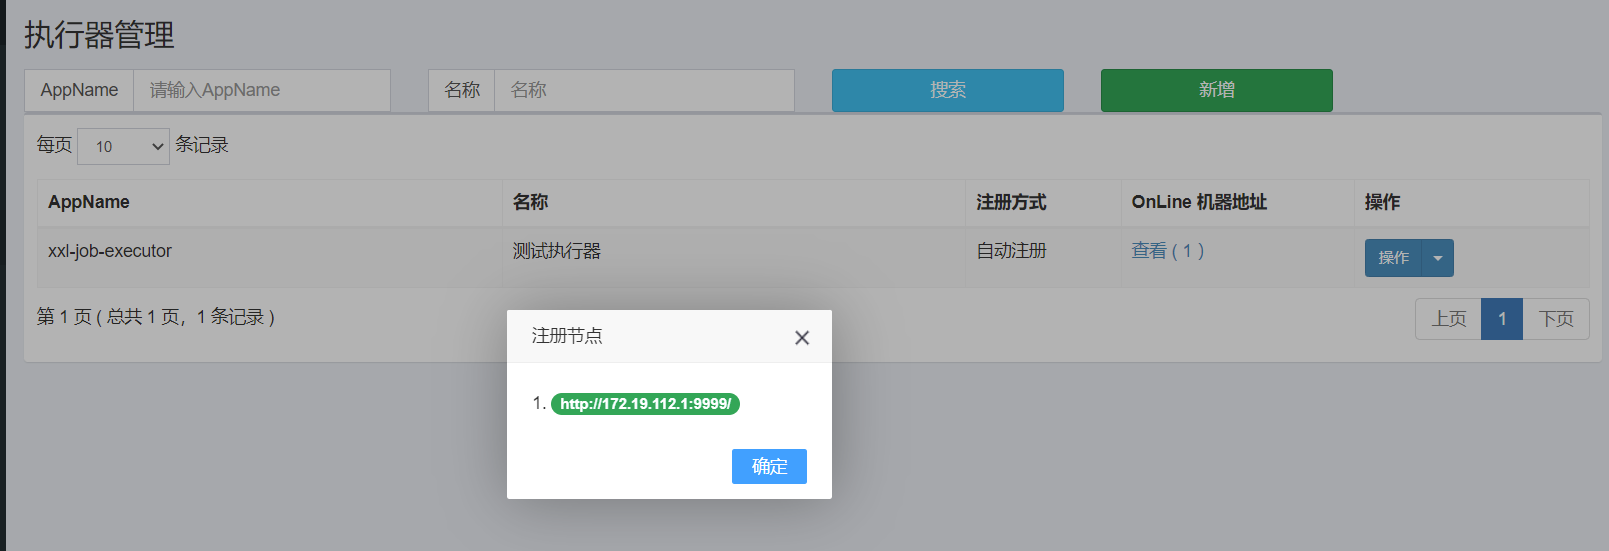 执行器管理
AppName 请输入AppName 名称 名称 搜索 新增
每页 10 条记录
AppName 名称 注册方式 OnLine 机器地址 操作
xxl-job-executor 测试执行器 自动注册 查看 ( 1 ) 操作
第 1 页 ( 总共 1 页，1 条记录 ) 上页 1 下页
注册节点 ×
1. http://172.19.112.1:9999/
确定